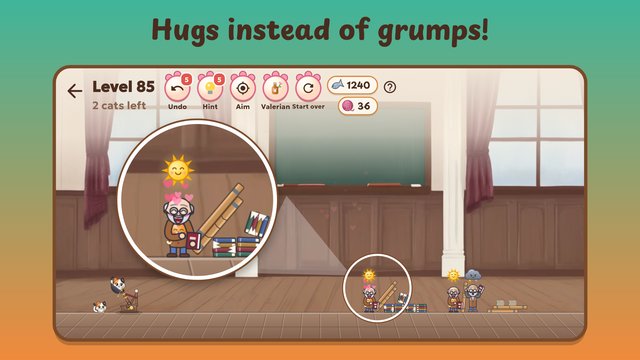 Hugs instead of grumps!
Level 85
2 cats left
5
5
Undo
Hint
Aim
Valerian
Start over
1240
?
36